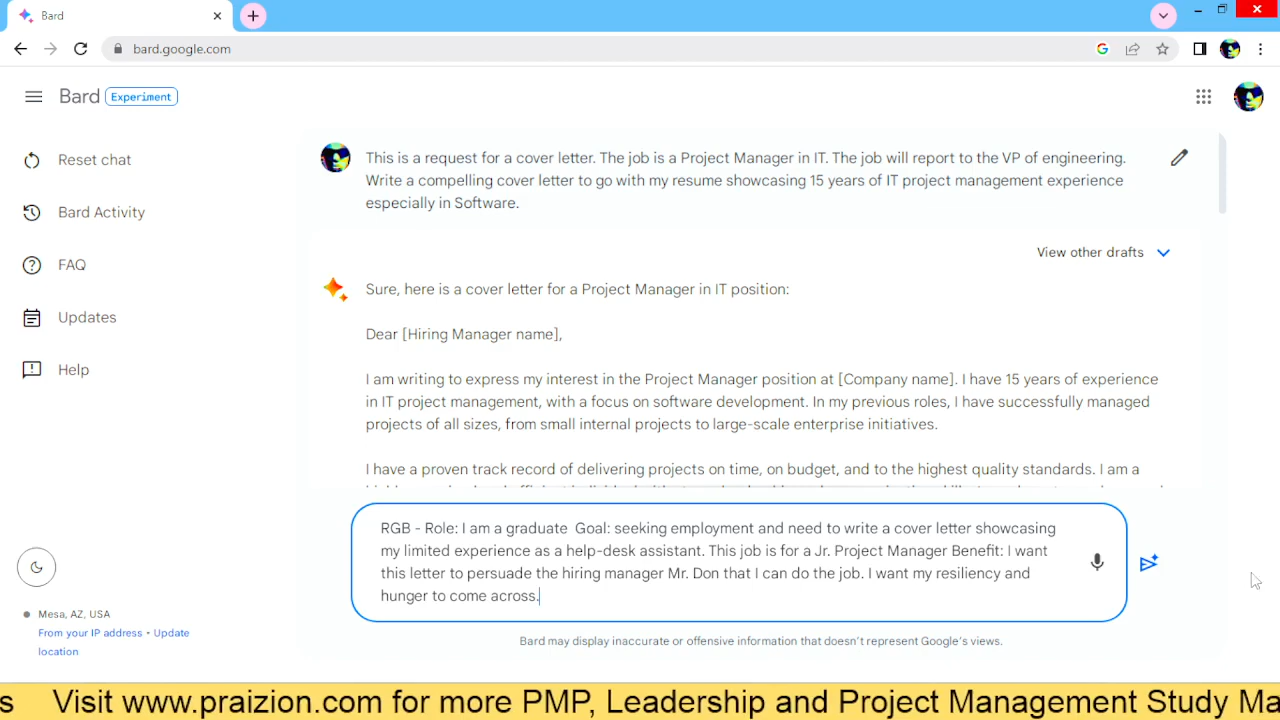 Bard
bard.google.com
Bard Experiment
Reset chat
Bard Activity
FAQ
Updates
Help
Mesa, AZ, USA
From your IP address • Update
location
This is a request for a cover letter. The job is a Project Manager in IT. The job will report to the VP of engineering.
Write a compelling cover letter to go with my resume showcasing 15 years of IT project management experience
especially in Software.
View other drafts
Sure, here is a cover letter for a Project Manager in IT position:
Dear [Hiring Manager name],
I am writing to express my interest in the Project Manager position at [Company name]. I have 15 years of experience
in IT project management, with a focus on software development. In my previous roles, I have successfully managed
projects of all sizes, from small internal projects to large-scale enterprise initiatives.
I have a proven track record of delivering projects on time, on budget, and to the highest quality standards. I am a
RGB - Role: I am a graduate  Goal: seeking employment and need to write a cover letter showcasing
my limited experience as a help-desk assistant. This job is for a Jr. Project Manager Benefit: I want
this letter to persuade the hiring manager Mr. Don that I can do the job. I want my resiliency and
hunger to come across.
Bard may display inaccurate or offensive information that doesn't represent Google's views.
s Visit www.praizion.com for more PMP, Leadership and Project Management Study Ma